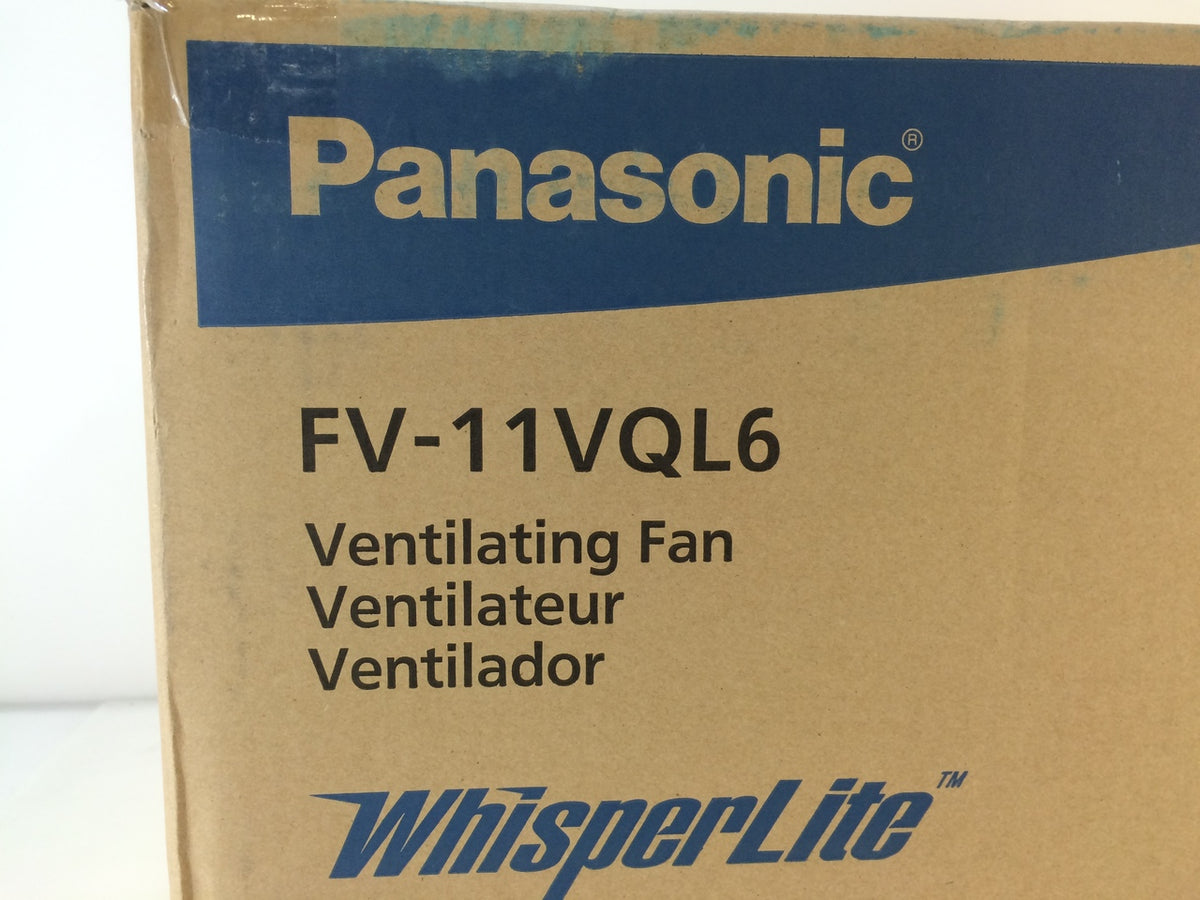 Panasonic®
FV-11VQL6
Ventilating Fan
Ventilateur
Ventilador
WhisperLite™